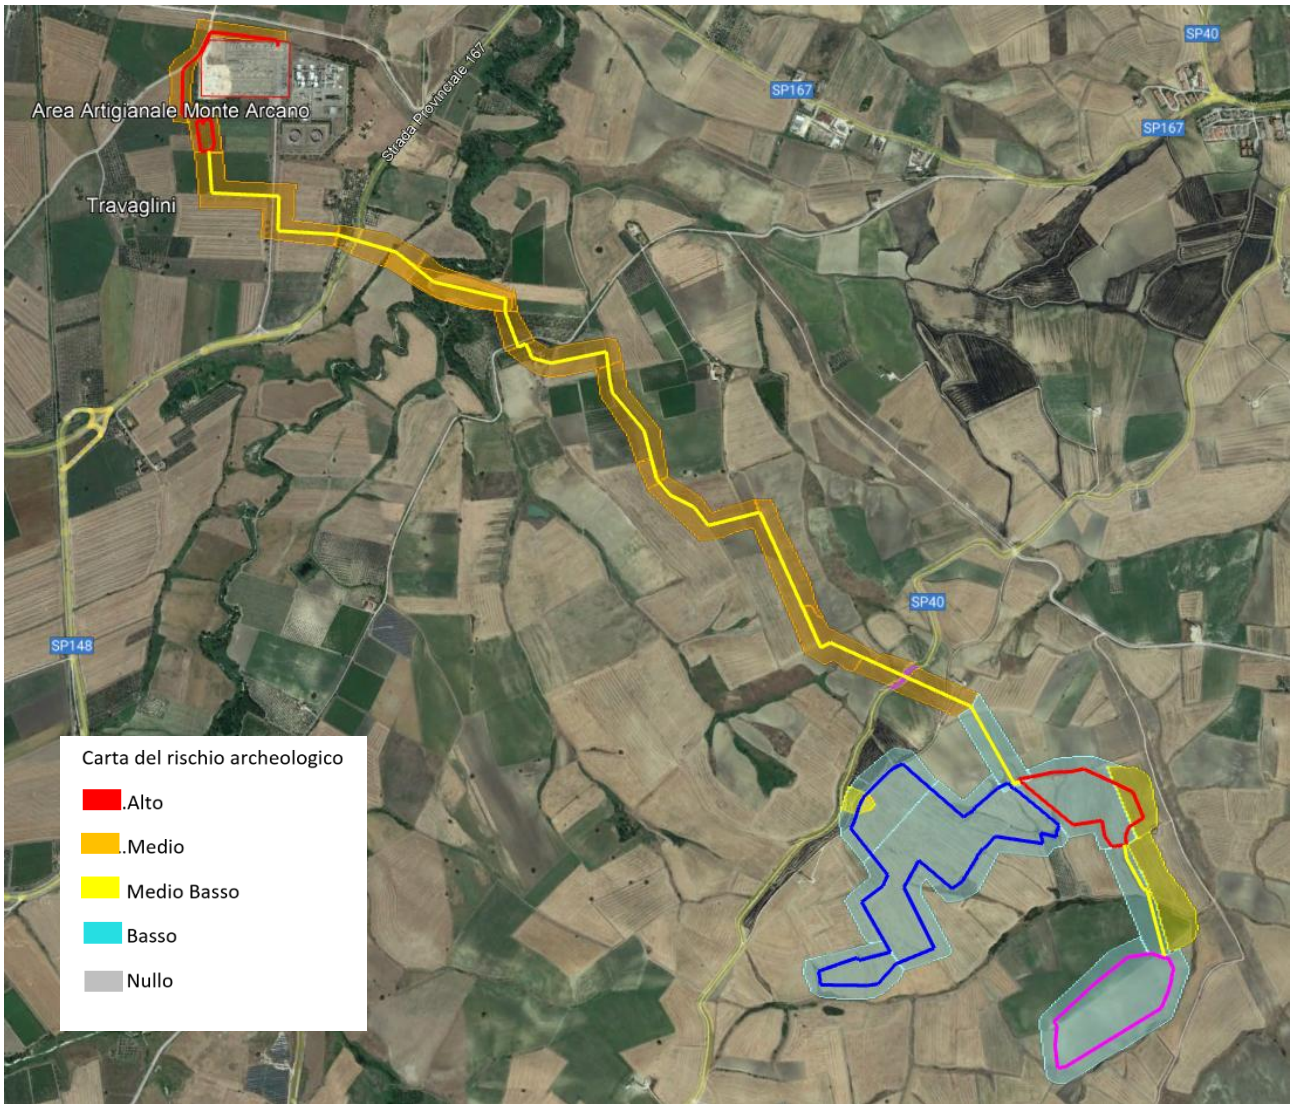 SP40
SP167
SP167
Area Artigianale Monte Arcano
Strada Provinciale 167
Travaglini
SP40
SP148
Carta del rischio archeologico
.Alto
..Medio
Medio Basso
Basso
Nullo